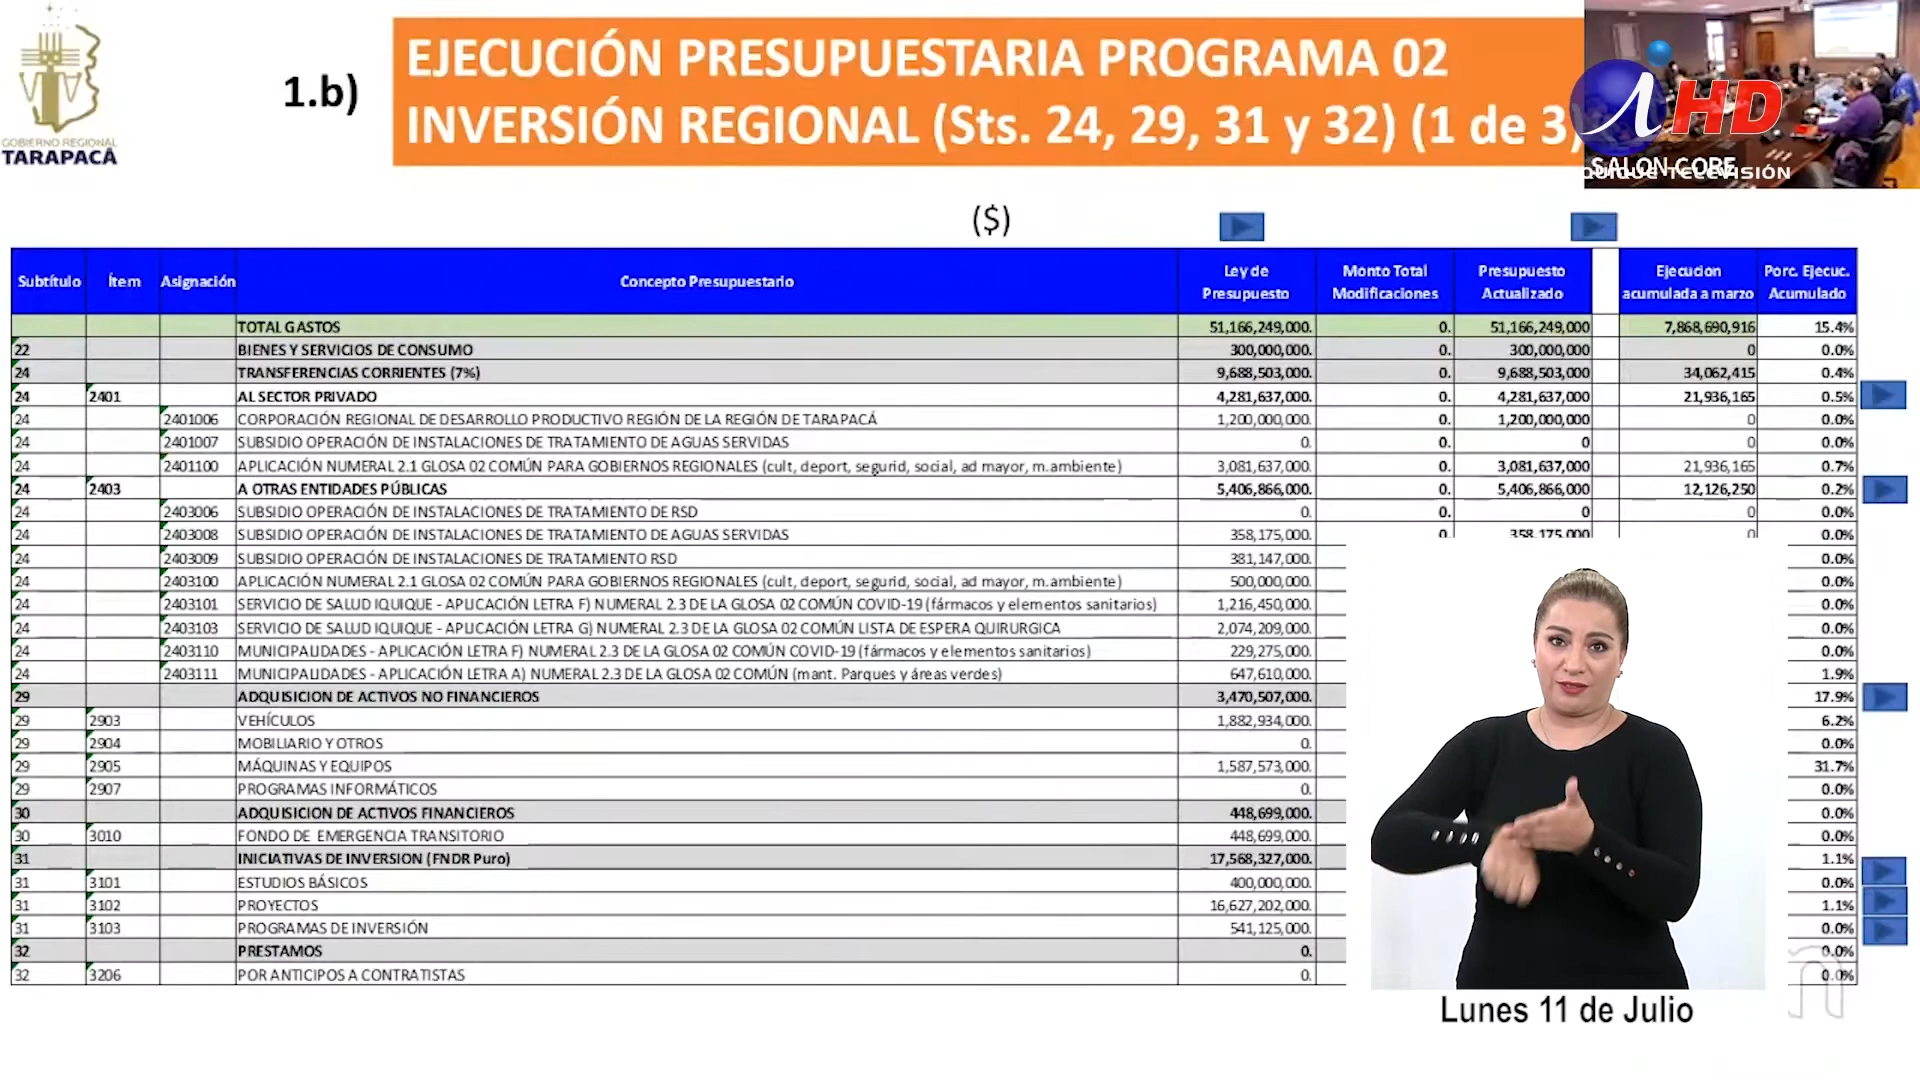 GOBIERNO REGIONAL
TARAPACÁ
1.b)
EJECUCIÓN PRESUPUESTARIA PROGRAMA 02
INVERSIÓN REGIONAL (Sts. 24, 29, 31 y 32) (1 de 3)
HD
SALON CORE
TELEVISIÓN
($)
Subtítulo Ítem Asignación Concepto Presupuestario Ley de Presupuesto Monto Total Modificaciones Presupuesto Actualizado Ejecucion acumulada a marzo Porc. Ejecuc. Acumulado
TOTAL GASTOS 51,166,249,000. 0. 51,166,249,000 7,868,690,916 15.4%
22 BIENES Y SERVICIOS DE CONSUMO 300,000,000. 0. 300,000,000 0 0.0%
24 TRANSFERENCIAS CORRIENTES (7%) 9,688,503,000. 0. 9,688,503,000 34,062,415 0.4%
24 2401 AL SECTOR PRIVADO 4,281,637,000. 0. 4,281,637,000 21,936,165 0.5%
24 2401006 CORPORACIÓN REGIONAL DE DESARROLLO PRODUCTIVO REGIÓN DE LA REGIÓN DE TARAPACÁ 1,200,000,000. 0. 1,200,000,000 0 0.0%
24 2401007 SUBSIDIO OPERACIÓN DE INSTALACIONES DE TRATAMIENTO DE AGUAS SERVIDAS 0. 0. 0 0 0.0%
24 2401100 APLICACIÓN NUMERAL 2.1 GLOSA 02 COMÚN PARA GOBIERNOS REGIONALES (cult, deport, segurid, social, ad mayor, m.ambiente) 3,081,637,000. 0. 3,081,637,000 21,936,165 0.7%
24 2403 A OTRAS ENTIDADES PÚBLICAS 5,406,866,000. 0. 5,406,866,000 12,126,250 0.2%
24 2403006 SUBSIDIO OPERACIÓN DE INSTALACIONES DE TRATAMIENTO DE RSD 0. 0. 0 0 0.0%
24 2403008 SUBSIDIO OPERACIÓN DE INSTALACIONES DE TRATAMIENTO DE AGUAS SERVIDAS 358,175,000. 0. 358,175,000 0 0.0%
24 2403009 SUBSIDIO OPERACIÓN DE INSTALACIONES DE TRATAMIENTO RSD 381,147,000. 0.0%
24 2403100 APLICACIÓN NUMERAL 2.1 GLOSA 02 COMÚN PARA GOBIERNOS REGIONALES (cult, deport, segurid, social, ad mayor, m.ambiente) 500,000,000. 0.0%
24 2403101 SERVICIO DE SALUD IQUIQUE - APLICACIÓN LETRA F) NUMERAL 2.3 DE LA GLOSA 02 COMÚN COVID-19 (fármacos y elementos sanitarios) 1,216,450,000. 0.0%
24 2403103 SERVICIO DE SALUD IQUIQUE - APLICACIÓN LETRA G) NUMERAL 2.3 DE LA GLOSA 02 COMÚN LISTA DE ESPERA QUIRURGICA 2,074,209,000. 0.0%
24 2403110 MUNICIPALIDADES - APLICACIÓN LETRA F) NUMERAL 2.3 DE LA GLOSA 02 COMÚN COVID-19 (fármacos y elementos sanitarios) 229,275,000. 0.0%
24 2403111 MUNICIPALIDADES - APLICACIÓN LETRA A) NUMERAL 2.3 DE LA GLOSA 02 COMÚN (mant. Parques y áreas verdes) 647,610,000. 1.9%
29 ADQUISICION DE ACTIVOS NO FINANCIEROS 3,470,507,000. 17.9%
29 2903 VEHÍCULOS 1,882,934,000. 6.2%
29 2904 MOBILIARIO Y OTROS 0. 0.0%
29 2905 MÁQUINAS Y EQUIPOS 1,587,573,000. 31.7%
29 2907 PROGRAMAS INFORMÁTICOS 0. 0.0%
30 ADQUISICION DE ACTIVOS FINANCIEROS 448,699,000. 0.0%
30 3010 FONDO DE EMERGENCIA TRANSITORIO 448,699,000. 0.0%
31 INICIATIVAS DE INVERSION (FNDR Puro) 17,568,327,000. 1.1%
31 3101 ESTUDIOS BÁSICOS 400,000,000. 0.0%
31 3102 PROYECTOS 16,627,202,000. 1.1%
31 3103 PROGRAMAS DE INVERSIÓN 541,125,000. 0.0%
32 PRESTAMOS 0. 0.0%
32 3206 POR ANTICIPOS A CONTRATISTAS 0. 0.0%
Lunes 11 de Julio